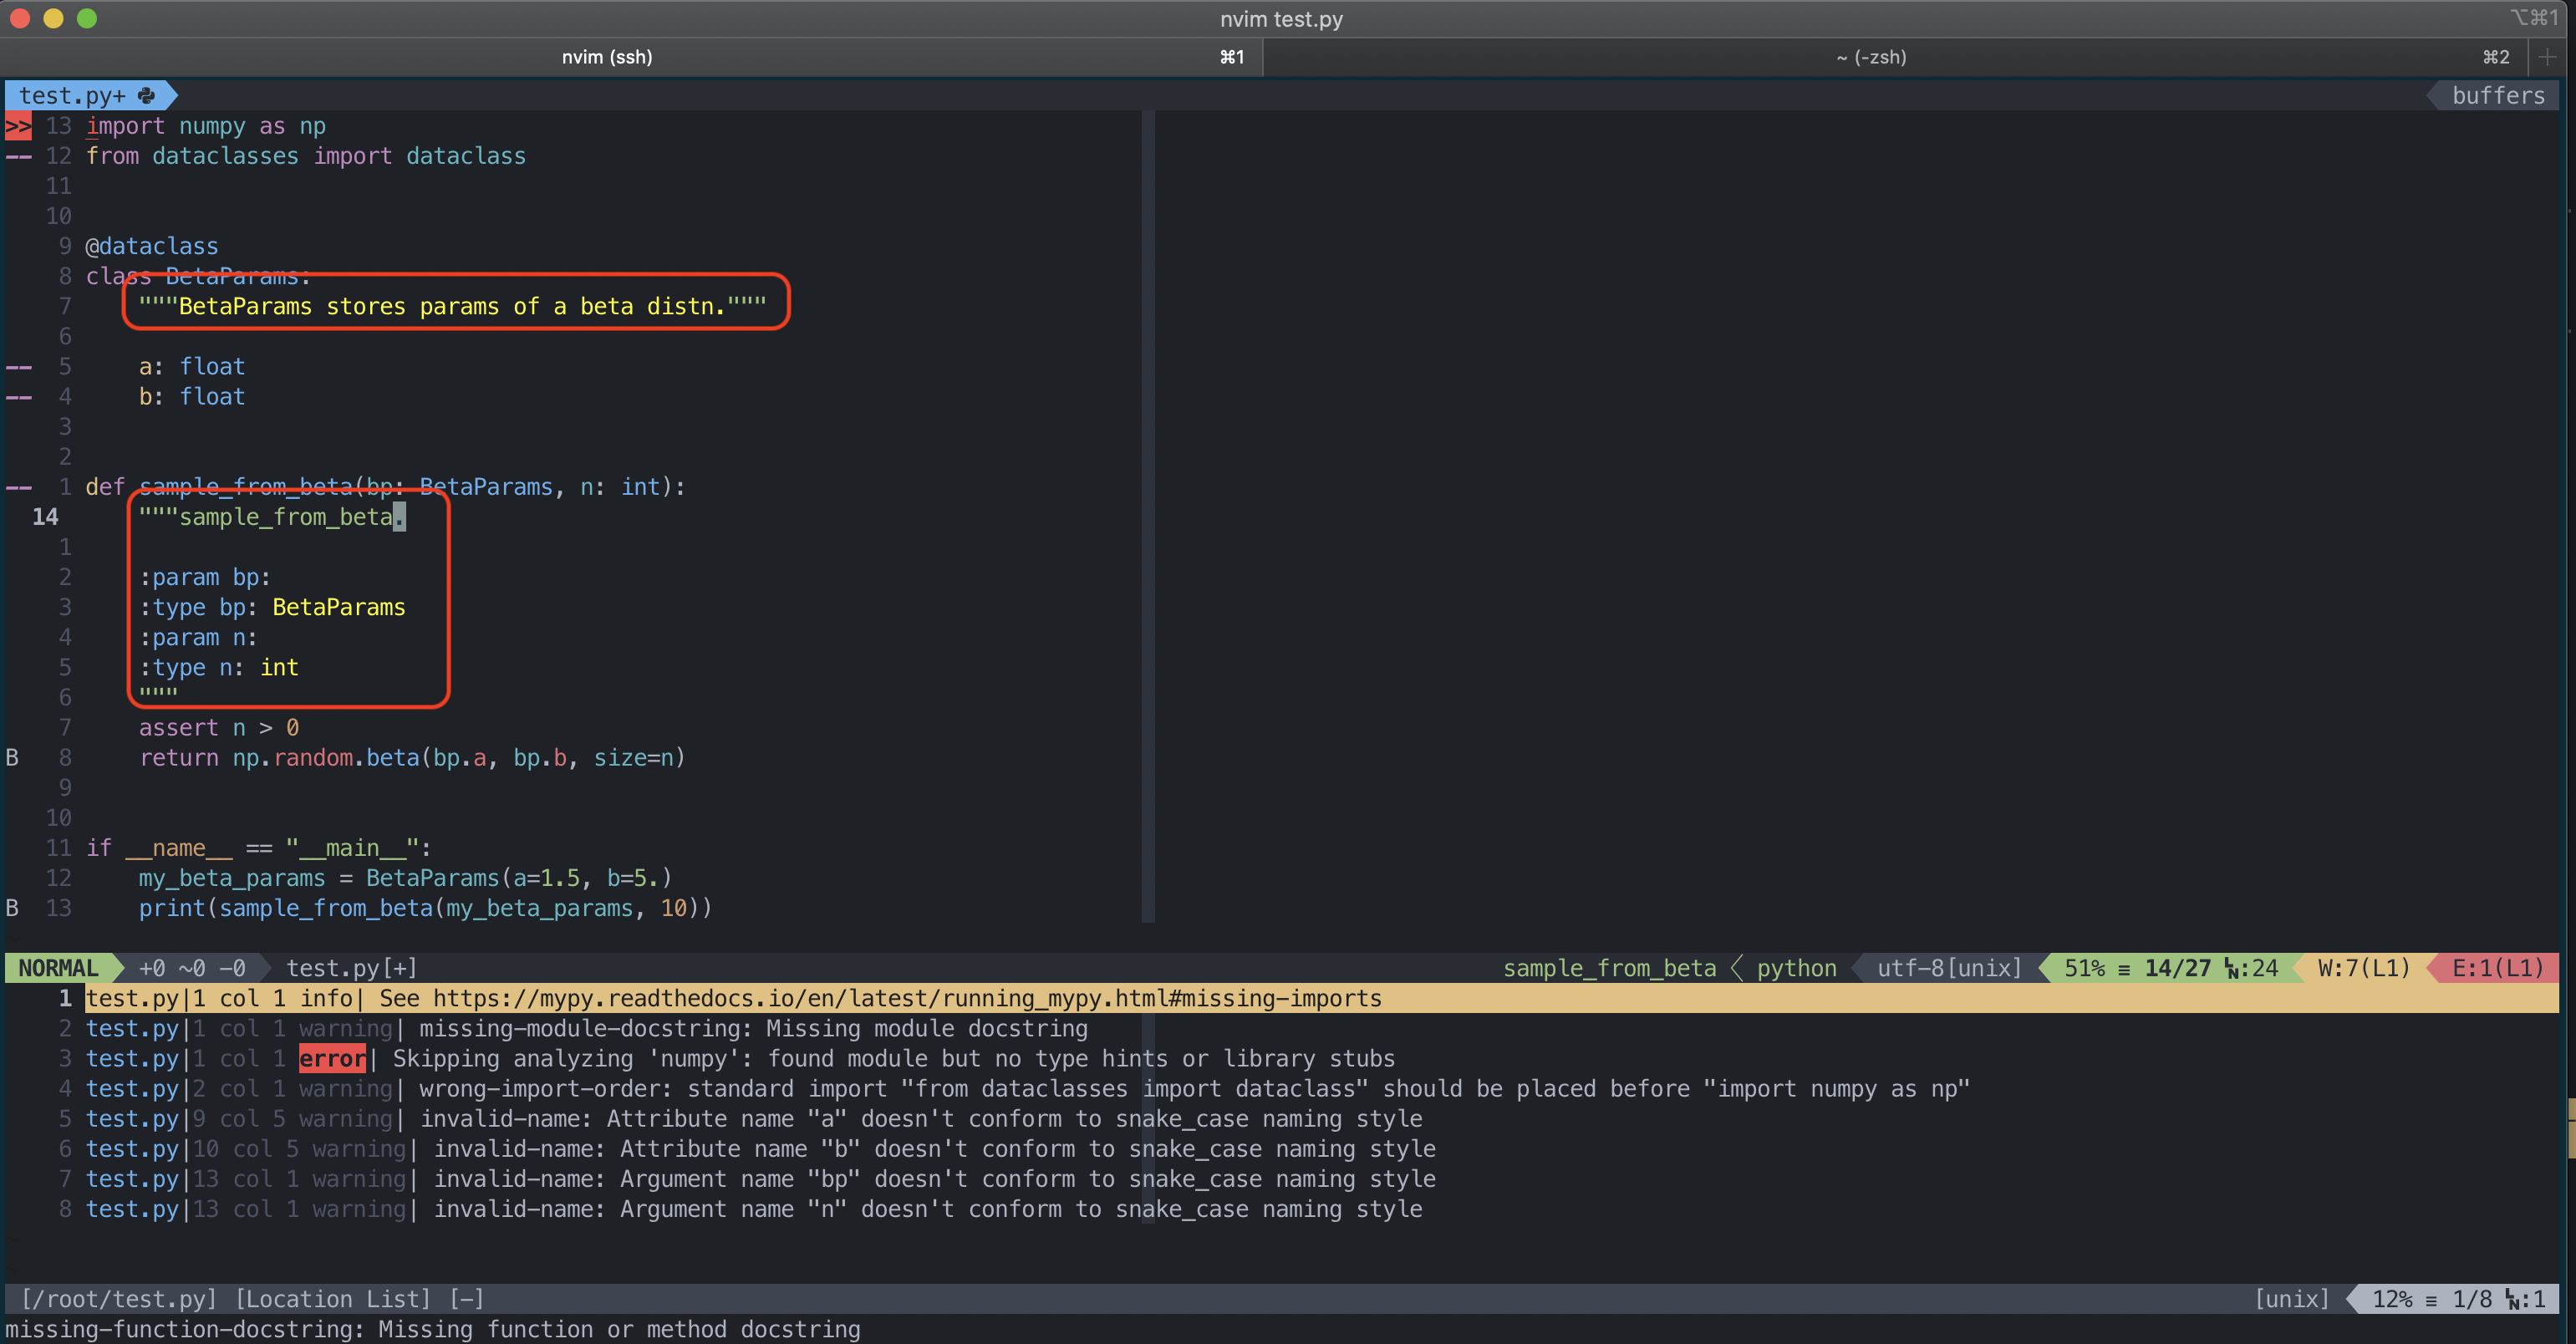 nvim test.py
⌥⌘1
nvim (ssh) ⌘1
~ (-zsh) ⌘2
test.py+ buffers
>> 13 import numpy as np
-- 12 from dataclasses import dataclass
11
10
9 @dataclass
8 class BetaParams:
7 """BetaParams stores params of a beta distn."""
6
-- 5 a: float
-- 4 b: float
3
2
-- 1 def sample_from_beta(bp: BetaParams, n: int):
14 """sample_from_beta.
1
2 :param bp:
3 :type bp: BetaParams
4 :param n:
5 :type n: int
6 """
7 assert n > 0
B 8 return np.random.beta(bp.a, bp.b, size=n)
9
10
11 if __name__ == "__main__":
12 my_beta_params = BetaParams(a=1.5, b=5.)
B 13 print(sample_from_beta(my_beta_params, 10))
NORMAL +0 ~0 -0 test.py[+] sample_from_beta python utf-8[unix] 51% ≡ 14/27 ㏑:24 W:7(L1) E:1(L1)
1 test.py|1 col 1 info| See https://mypy.readthedocs.io/en/latest/running_mypy.html#missing-imports
2 test.py|1 col 1 warning| missing-module-docstring: Missing module docstring
3 test.py|1 col 1 error| Skipping analyzing 'numpy': found module but no type hints or library stubs
4 test.py|2 col 1 warning| wrong-import-order: standard import "from dataclasses import dataclass" should be placed before "import numpy as np"
5 test.py|9 col 5 warning| invalid-name: Attribute name "a" doesn't conform to snake_case naming style
6 test.py|10 col 5 warning| invalid-name: Attribute name "b" doesn't conform to snake_case naming style
7 test.py|13 col 1 warning| invalid-name: Argument name "bp" doesn't conform to snake_case naming style
8 test.py|13 col 1 warning| invalid-name: Argument name "n" doesn't conform to snake_case naming style
[/root/test.py] [Location List] [-] [unix] 12% ≡ 1/8 ㏑:1
missing-function-docstring: Missing function or method docstring